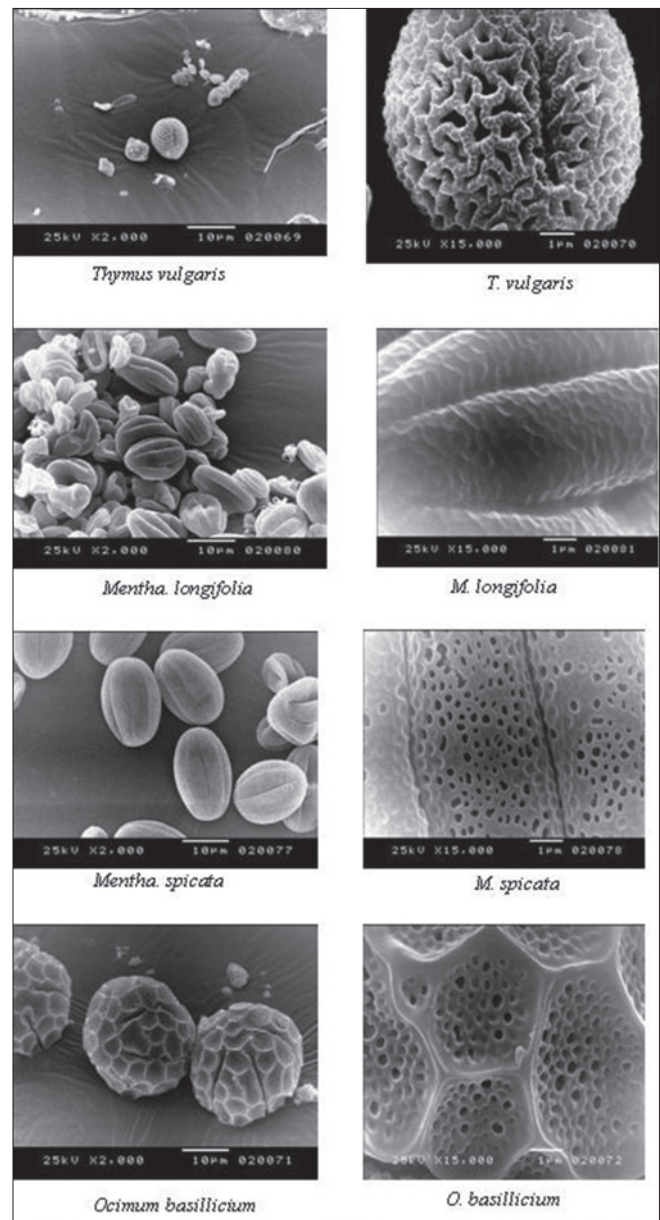 25kV X2,000 10µm 020069
25kV X15,000 1µm 020070
Thymus vulgaris
T. vulgaris
25kV X2,000 10µm 020080
25kV X15,000 1µm 020081
Mentha. longifolia
M. longifolia
25kV X2,000 10µm 020077
25kV X15,000 1µm 020078
Mentha. spicata
M. spicata
25kV X2,000 10µm 020071
25kV X15,000 1µm 020072
Ocimum basillicium
O. basillicium